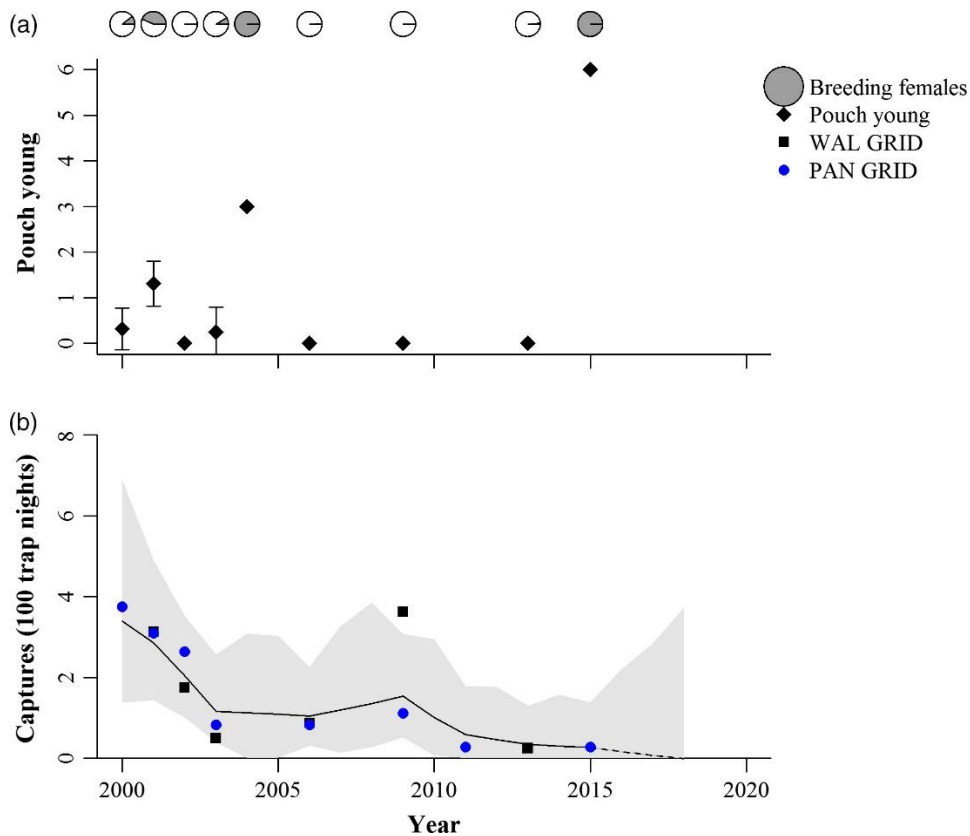 (a)
6
5
4
3
2
1
0
Pouch young
Breeding females
Pouch young
WAL GRID
PAN GRID
(b)
8
6
4
2
0
Captures (100 trap nights)
2000 2005 2010 2015 2020
Year